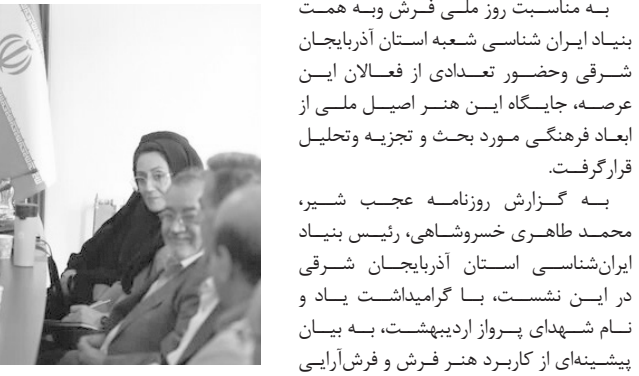 به مناسبت روز ملی فرش وبه همت
بنیاد ایران شناسی شعبه استان آذربایجان
شرقی وحضور تعدادی از فعالان این
عرصه، جایگاه این هنر اصیل ملی از
ابعاد فرهنگی مورد بحث و تجزیه وتحلیل
قرارگرفت.
به گزارش روزنامه عجب شیر،
محمد طاهری خسروشاهی، رئیس بنیاد
ایران‌شناسی استان آذربایجان شرقی
در این نشست، با گرامیداشت یاد و
نام شهدای پرواز اردیبهشت، به بیان
پیشینه‌ای از کاربرد هنر فرش و فرش‌آرایی